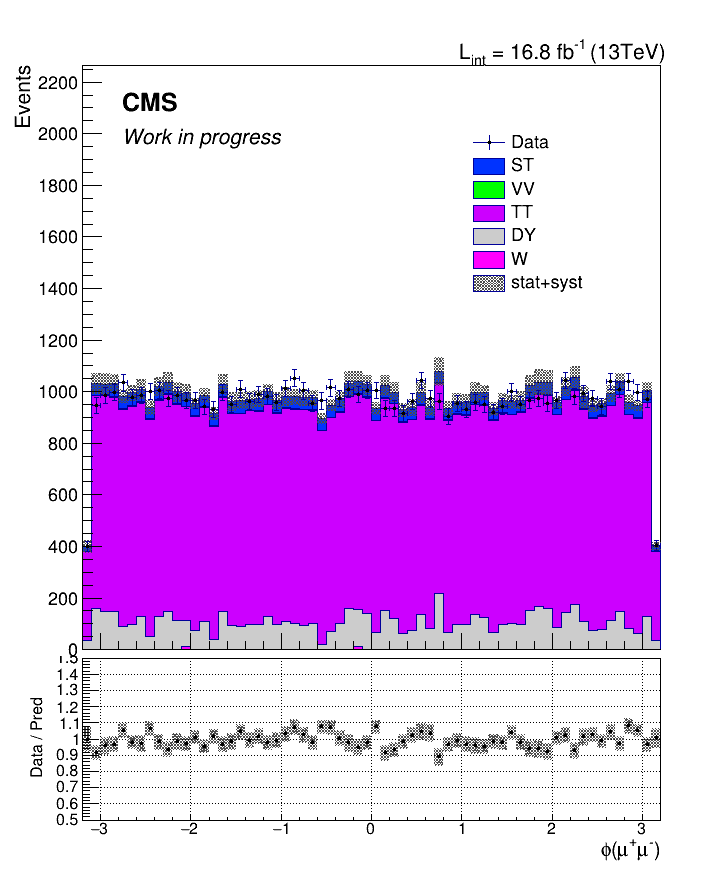 L_int = 16.8 fb⁻¹ (13TeV)
Events
CMS
Work in progress
Data
ST
VV
TT
DY
W
stat+syst
2200
2000
1800
1600
1400
1200
1000
800
600
400
200
0
Data / Pred
1.5
1.4
1.3
1.2
1.1
1
0.9
0.8
0.7
0.6
0.5
−3 −2 −1 0 1 2 3
ϕ(μ⁺μ⁻)